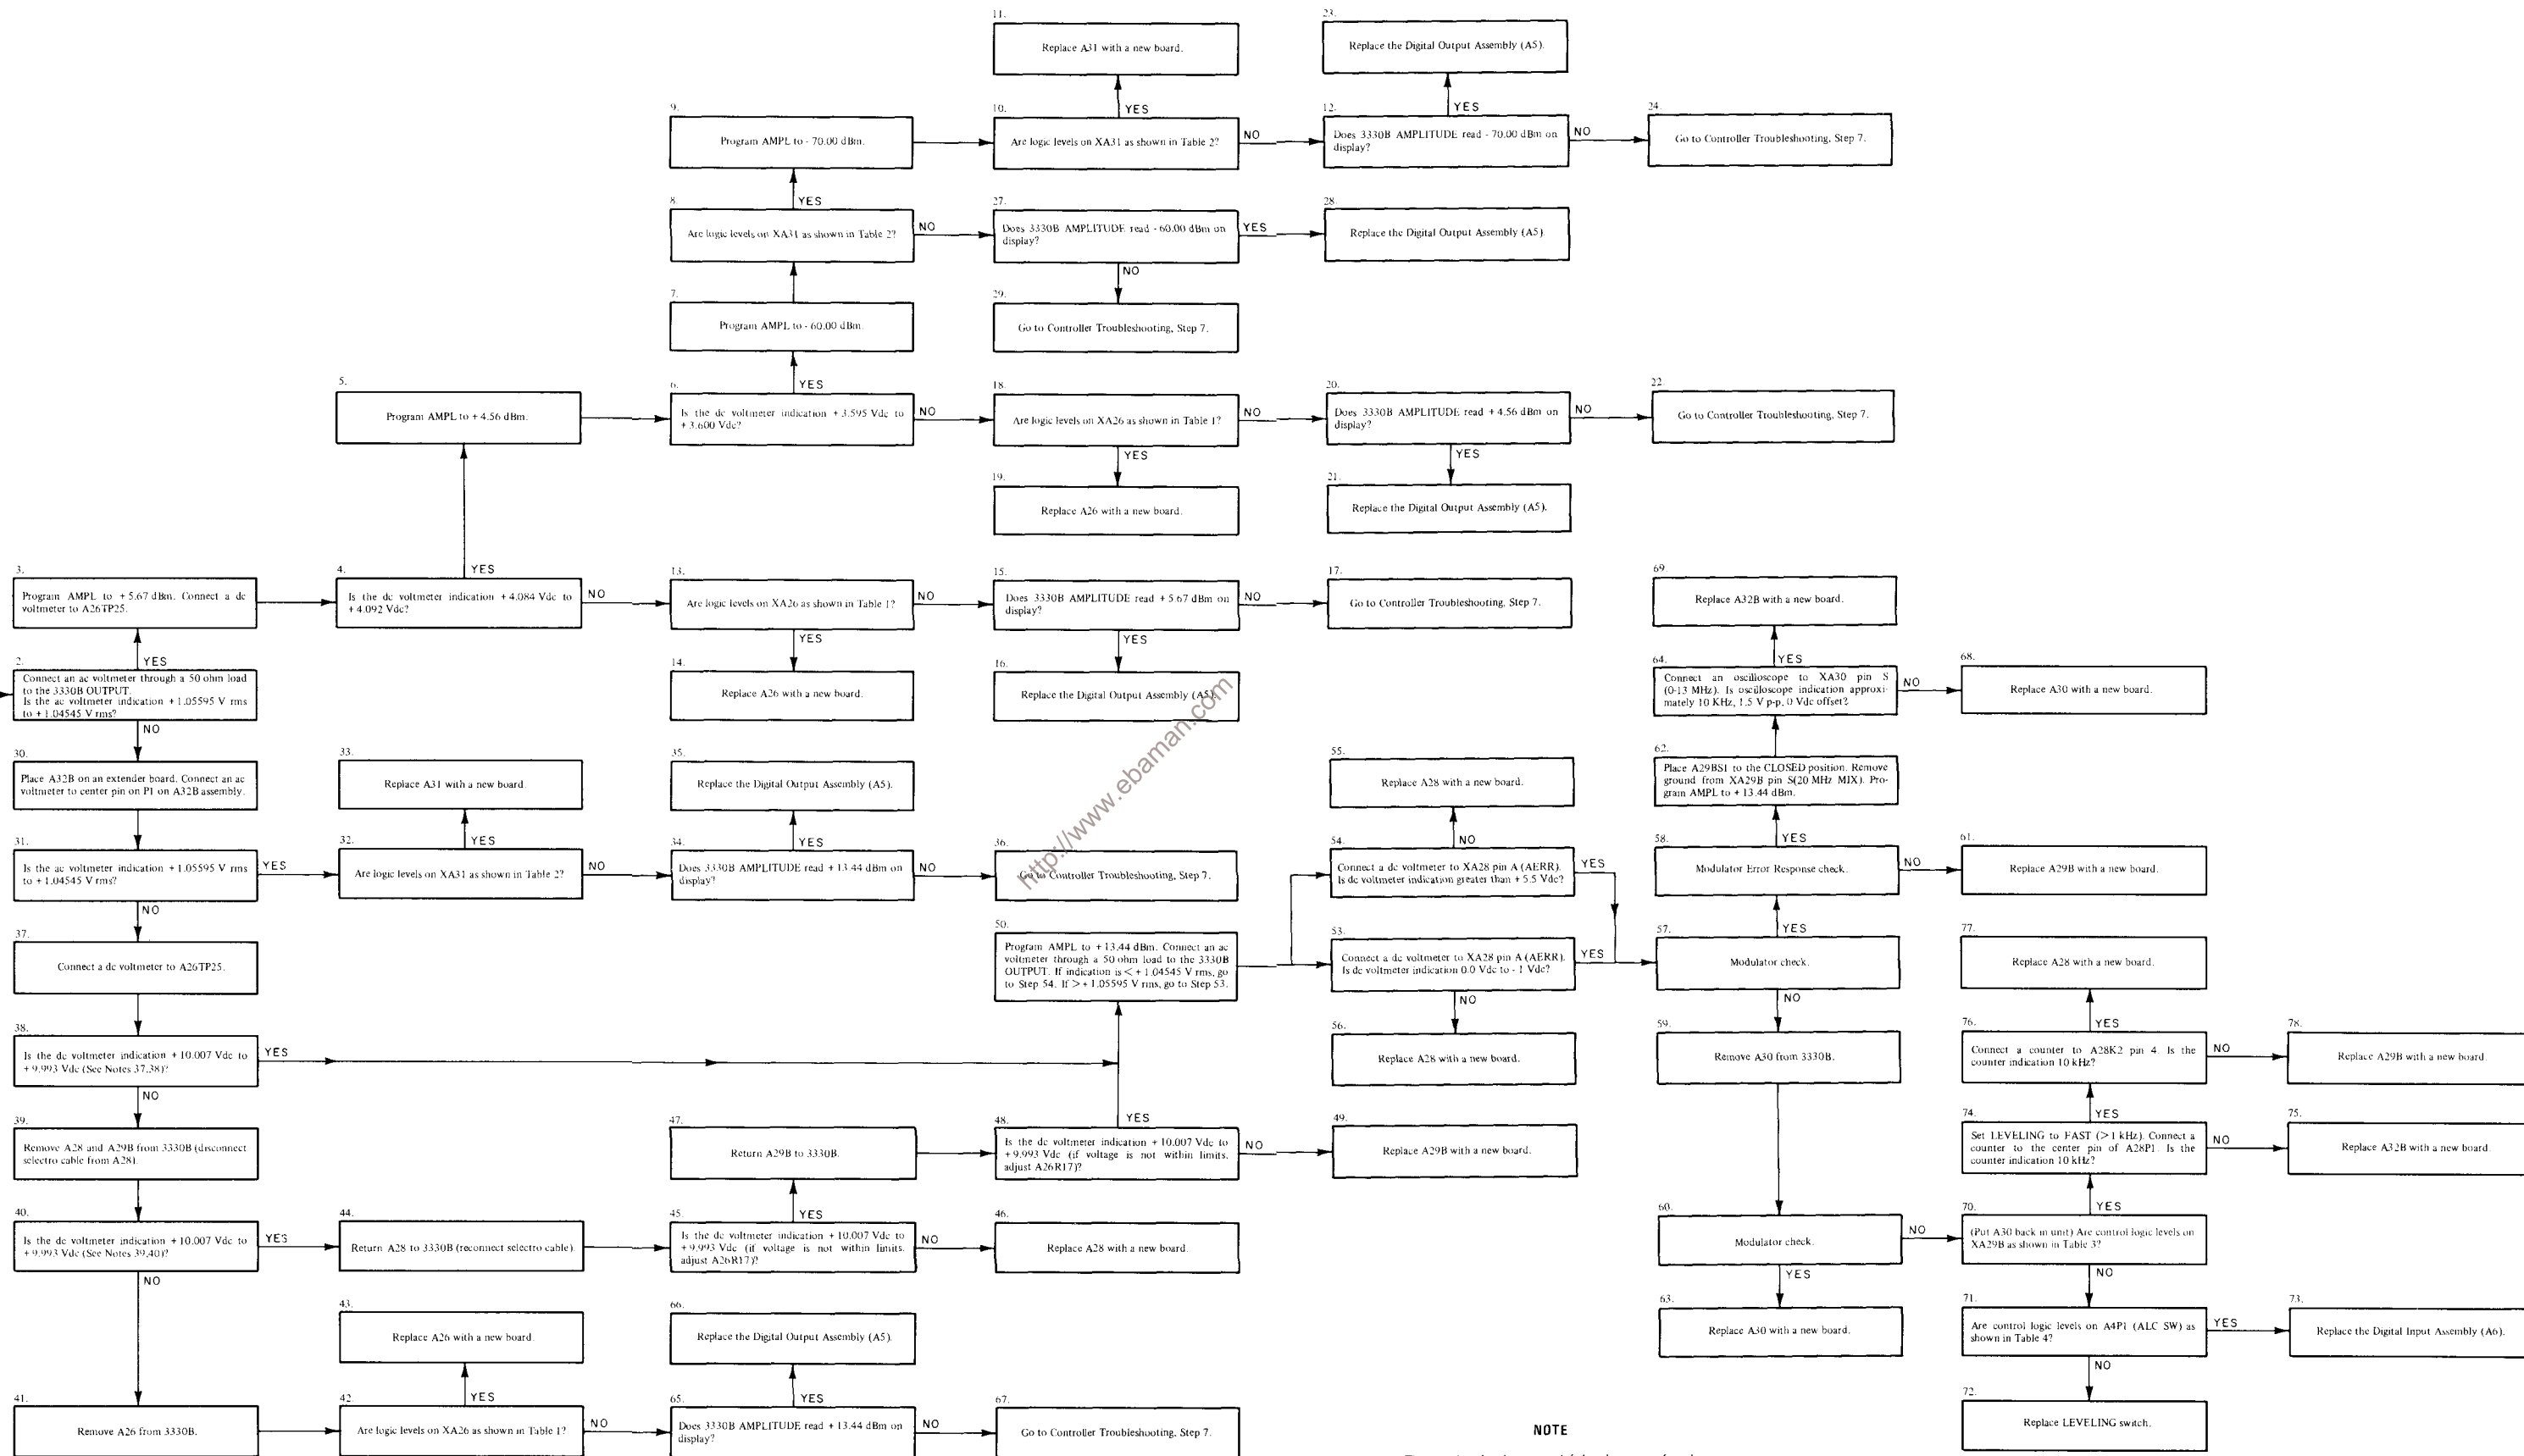 11.
Replace A31 with a new board.
23.
Replace the Digital Output Assembly (A5).
YES
YES
9.
Program AMPL to - 70.00 dBm.
10.
Are logic levels on XA31 as shown in Table 2?
NO
12.
Does 3330B AMPLITUDE read - 70.00 dBm on
display?
NO
24.
Go to Controller Troubleshooting, Step 7.
YES
8.
Are logic levels on XA31 as shown in Table 2?
NO
27.
Does 3330B AMPLITUDE read - 60.00 dBm on
display?
YES
28.
Replace the Digital Output Assembly (A5).
NO
7.
Program AMPL to - 60.00 dBm.
29.
Go to Controller Troubleshooting, Step 7.
YES
5.
Program AMPL to + 4.56 dBm.
6.
Is the dc voltmeter indication + 3.595 Vdc to
+ 3.600 Vdc?
NO
18.
Are logic levels on XA26 as shown in Table 1?
NO
20.
Does 3330B AMPLITUDE read + 4.56 dBm on
display?
NO
22.
Go to Controller Troubleshooting, Step 7.
YES
YES
19.
Replace A26 with a new board.
21.
Replace the Digital Output Assembly (A5).
YES
3.
Program AMPL to + 5.67 dBm. Connect a dc
voltmeter to A26TP25.
4.
Is the dc voltmeter indication + 4.084 Vdc to
+ 4.092 Vdc?
NO
13.
Are logic levels on XA26 as shown in Table 1?
NO
15.
Does 3330B AMPLITUDE read + 5.67 dBm on
display?
NO
17.
Go to Controller Troubleshooting, Step 7.
69.
Replace A32B with a new board.
YES
YES
YES
YES
2.
Connect an ac voltmeter through a 50 ohm load
to the 3330B OUTPUT.
Is the ac voltmeter indication + 1.05595 V rms
to + 1.04545 V rms?
14.
Replace A26 with a new board.
16.
Replace the Digital Output Assembly (A5).
64.
Connect an oscilloscope to XA30 pin S
(0-13 MHz). Is oscilloscope indication approxi-
mately 10 KHz, 1.5 V p-p, 0 Vdc offset?
NO
68.
Replace A30 with a new board.
NO
30.
Place A32B on an extender board. Connect an ac
voltmeter to center pin on P1 on A32B assembly.
33.
Replace A31 with a new board.
35.
Replace the Digital Output Assembly (A5).
http://www.ebaman.com
55.
Replace A28 with a new board.
62.
Place A29BS1 to the CLOSED position. Remove
ground from XA29B pin S(20 MHz MIX). Pro-
gram AMPL to + 13.44 dBm.
YES
YES
NO
YES
31.
Is the ac voltmeter indication + 1.05595 V rms
to + 1.04545 V rms?
YES
32.
Are logic levels on XA31 as shown in Table 2?
NO
34.
Does 3330B AMPLITUDE read + 13.44 dBm on
display?
NO
36.
Go to Controller Troubleshooting, Step 7.
54.
Connect a dc voltmeter to XA28 pin A (AERR).
Is dc voltmeter indication greater than + 5.5 Vdc?
YES
58.
Modulator Error Response check.
NO
61.
Replace A29B with a new board.
NO
YES
37.
Connect a dc voltmeter to A26TP25.
50.
Program AMPL to + 13.44 dBm. Connect an ac
voltmeter through a 50 ohm load to the 3330B
OUTPUT. If indication is < + 1.04545 V rms, go
to Step 54. If > + 1.05595 V rms, go to Step 53.
53.
Connect a dc voltmeter to XA28 pin A (AERR).
Is dc voltmeter indication 0.0 Vdc to - 1 Vdc?
YES
57.
Modulator check.
77.
Replace A28 with a new board.
NO
NO
YES
38.
Is the dc voltmeter indication + 10.007 Vdc to
+ 9.993 Vdc (See Notes 37,38)?
YES
56.
Replace A28 with a new board.
59.
Remove A30 from 3330B.
76.
Connect a counter to A28K2 pin 4. Is the
counter indication 10 kHz?
NO
78.
Replace A29B with a new board.
NO
YES
YES
39.
Remove A28 and A29B from 3330B (disconnect
selectro cable from A28).
47.
Return A29B to 3330B.
48.
Is the dc voltmeter indication + 10.007 Vdc to
+ 9.993 Vdc (if voltage is not within limits,
adjust A26R17)?
NO
49.
Replace A29B with a new board.
74.
Set LEVELING to FAST (>1 kHz). Connect a
counter to the center pin of A28P1. Is the
counter indication 10 kHz?
NO
75.
Replace A32B with a new board.
YES
YES
40.
Is the dc voltmeter indication + 10.007 Vdc to
+ 9.993 Vdc (See Notes 39,40)?
YES
44.
Return A28 to 3330B (reconnect selectro cable).
45.
Is the dc voltmeter indication + 10.007 Vdc to
+ 9.993 Vdc (if voltage is not within limits,
adjust A26R17)?
NO
46.
Replace A28 with a new board.
60.
Modulator check.
NO
70.
(Put A30 back in unit) Are control logic levels on
XA29B as shown in Table 3?
NO
YES
NO
43.
Replace A26 with a new board.
66.
Replace the Digital Output Assembly (A5).
63.
Replace A30 with a new board.
71.
Are control logic levels on A4P1 (ALC SW) as
shown in Table 4?
YES
73.
Replace the Digital Input Assembly (A6).
YES
YES
NO
41.
Remove A26 from 3330B.
42.
Are logic levels on XA26 as shown in Table 1?
NO
65.
Does 3330B AMPLITUDE read + 13.44 dBm on
display?
NO
67.
Go to Controller Troubleshooting, Step 7.
72.
Replace LEVELING switch.
NOTE